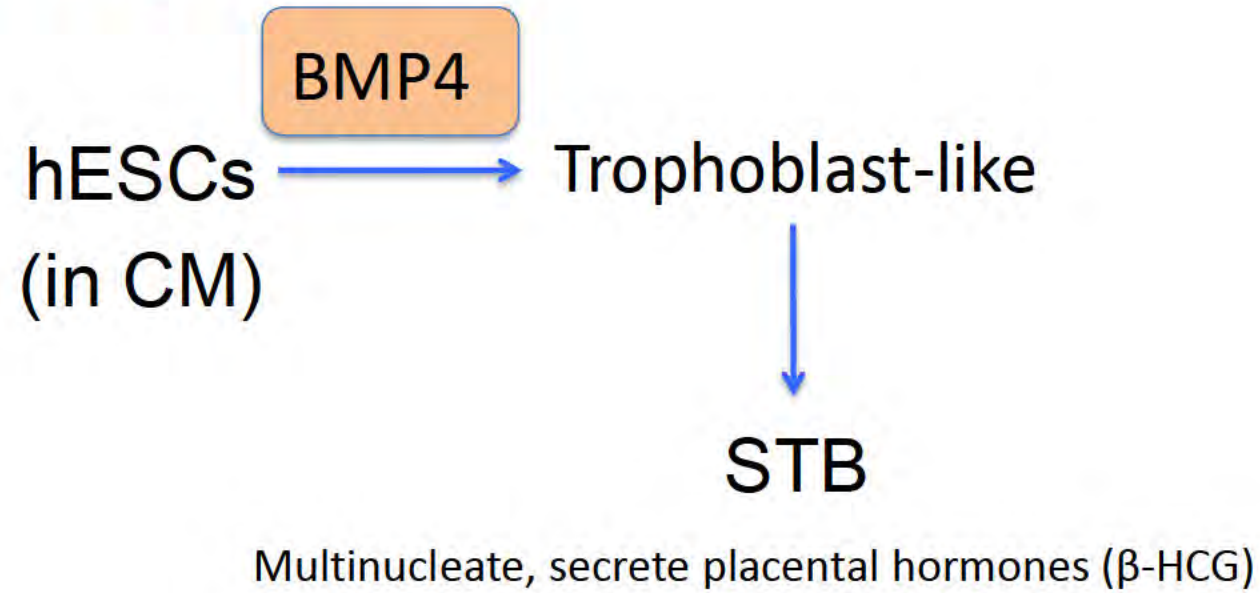 BMP4
hESCs
Trophoblast-like
(in CM)
STB
Multinucleate, secrete placental hormones (β-HCG)